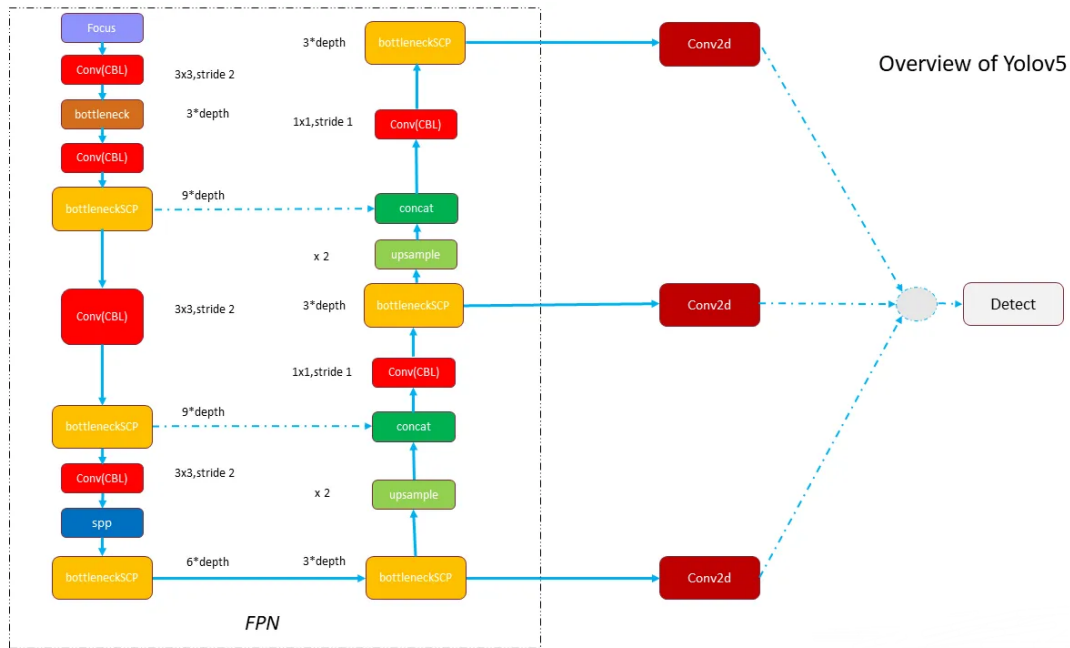 Overview of Yolov5
Focus
Conv(CBL)
3x3,stride 2
bottleneck
3*depth
Conv(CBL)
bottleneckSCP
9*depth
Conv(CBL)
3x3,stride 2
bottleneckSCP
9*depth
Conv(CBL)
3x3,stride 2
spp
bottleneckSCP
6*depth
3*depth
bottleneckSCP
x 2
upsample
concat
1x1,stride 1
Conv(CBL)
3*depth
bottleneckSCP
x 2
upsample
concat
1x1,stride 1
Conv(CBL)
3*depth
bottleneckSCP
FPN
Conv2d
Conv2d
Conv2d
Detect